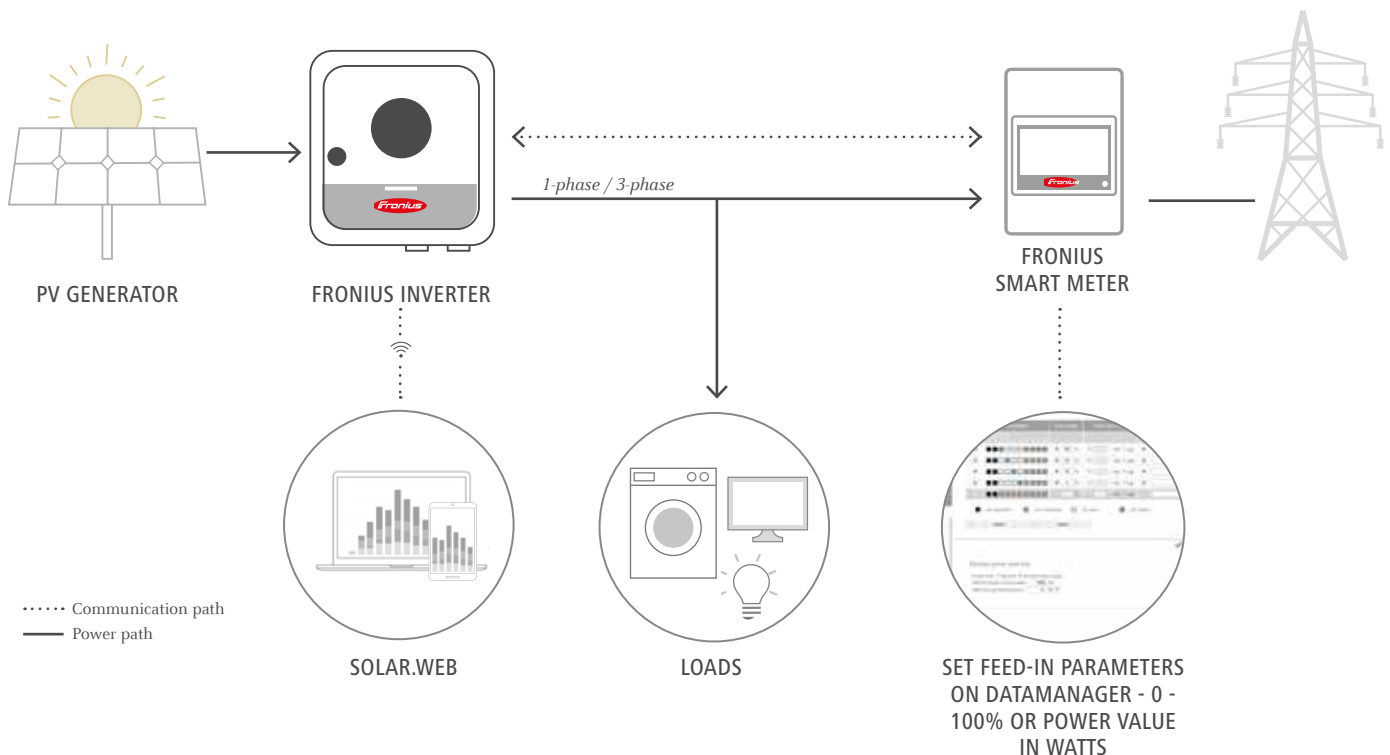 1-phase / 3-phase
Fronius
Fronius
PV GENERATOR
FRONIUS INVERTER
FRONIUS
SMART METER
Communication path
Power path
SOLAR.WEB
LOADS
SET FEED-IN PARAMETERS
ON DATAMANAGER - 0 -
100% OR POWER VALUE
IN WATTS